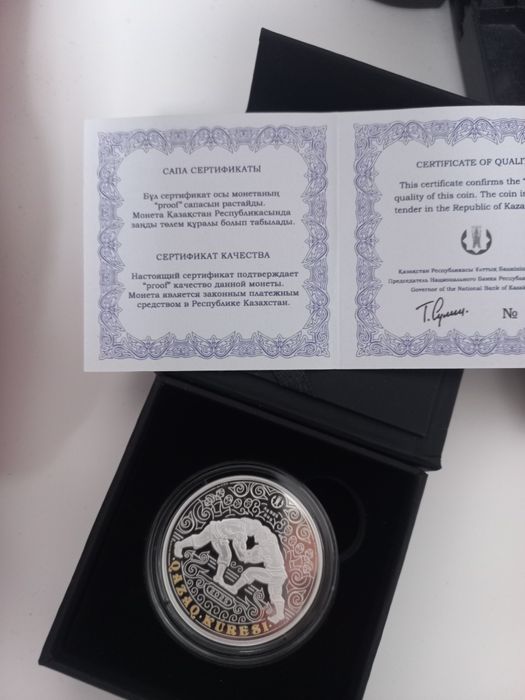 САПА СЕРТИФИКАТЫ
Бұл сертификат осы монетаның
"proof" сапасын растайды.
Монета Қазақстан Республикасында
заңды төлем құралы болып табылады.
СЕРТИФИКАТ КАЧЕСТВА
Настоящий сертификат подтверждает
"proof" качество данной монеты.
Монета является законным платежным
средством в Республике Казахстан.
CERTIFICATE OF QUALI
This certificate confirms the "
quality of this coin. The coin is
tender in the Republic of Kaza
Қазақстан Республикасы Ұлттық Банкінің
Председатель Национального Банка Республ
Governor of the National Bank of Kazak
№
QAZAQ KÚRESI